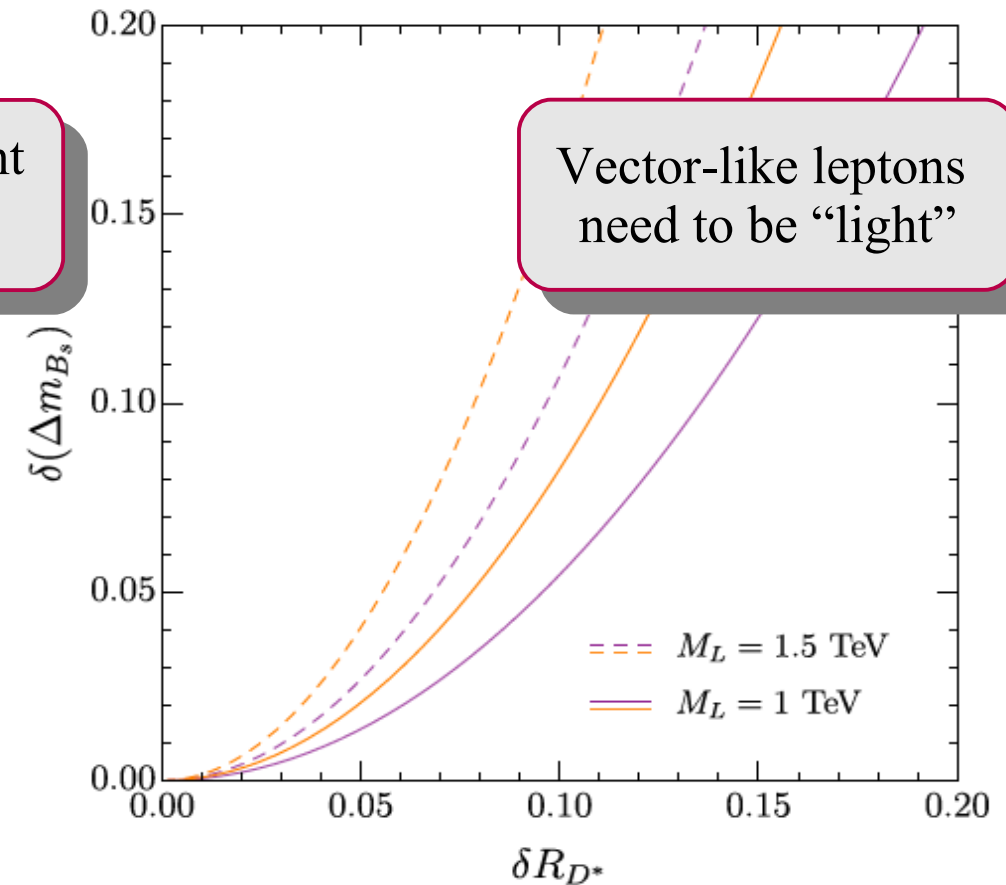 0.20
Vector-like leptons
need to be “light”
0.15
δ(Δm_{B_s})
0.10
0.05
M_L = 1.5 TeV
M_L = 1 TeV
0.00
0.00 0.05 0.10 0.15 0.20
δR_{D*}